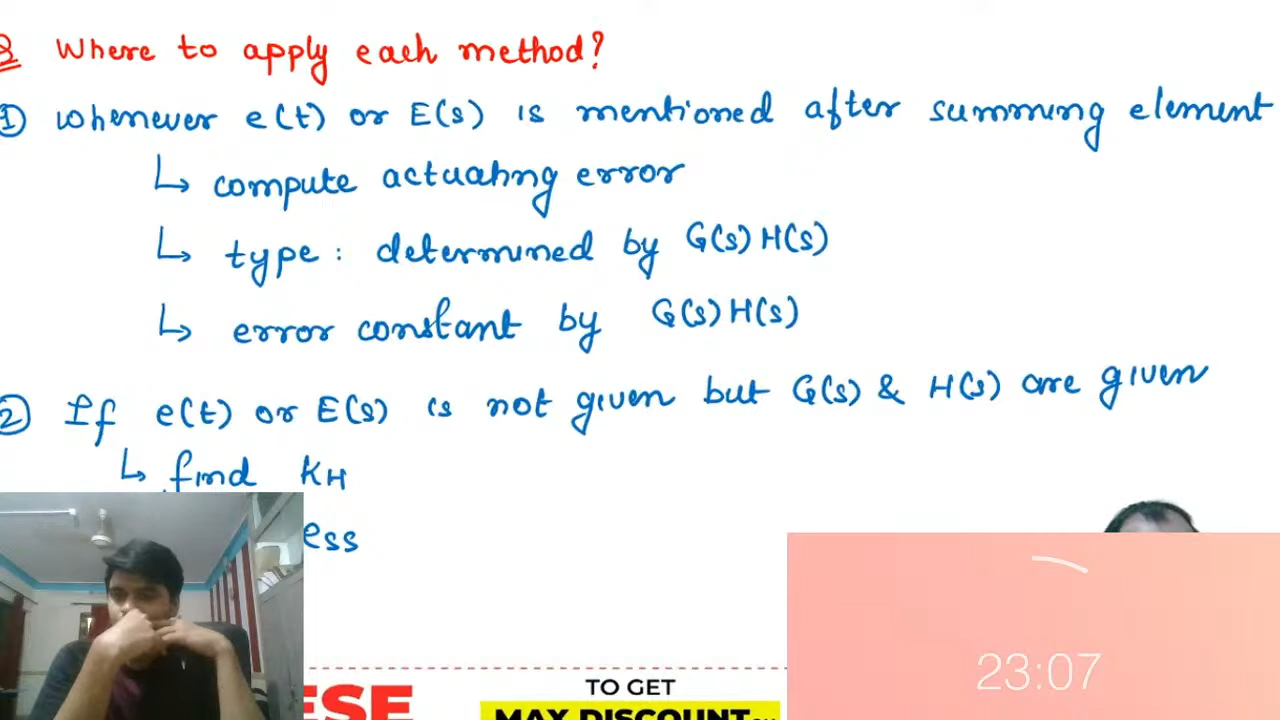 Q Where to apply each method?
① Whenever e(t) or E(s) is mentioned after summing element
↳ compute actuating error
↳ type : determined by G(s)H(s)
↳ error constant by G(s)H(s)
② If e(t) or E(s) is not given but G(s) & H(s) are given
↳ find KH
ess
23:07
ESE
TO GET
MAX DISCOUNT